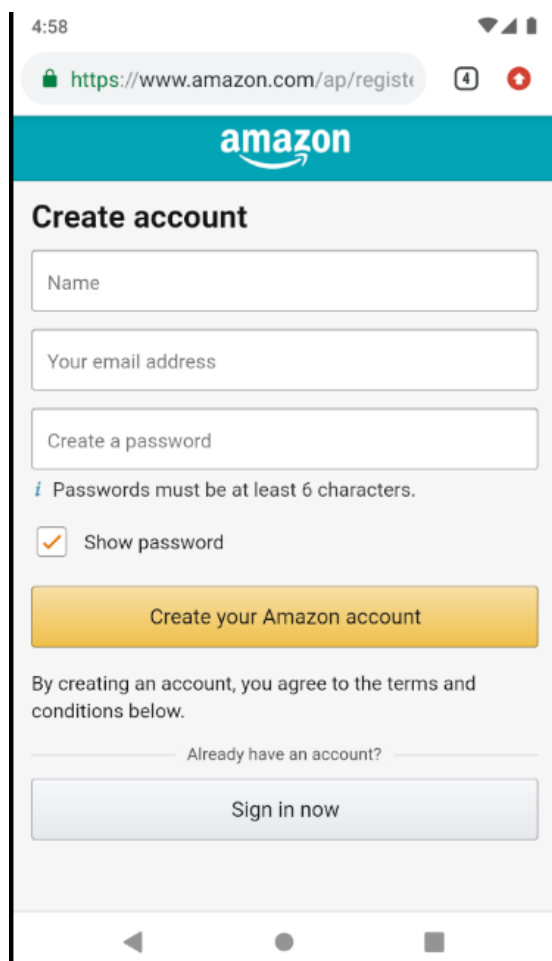 4:58
https://www.amazon.com/ap/registe
4
amazon
Create account
Name
Your email address
Create a password
i Passwords must be at least 6 characters.
Show password
Create your Amazon account
By creating an account, you agree to the terms and
conditions below.
Already have an account?
Sign in now